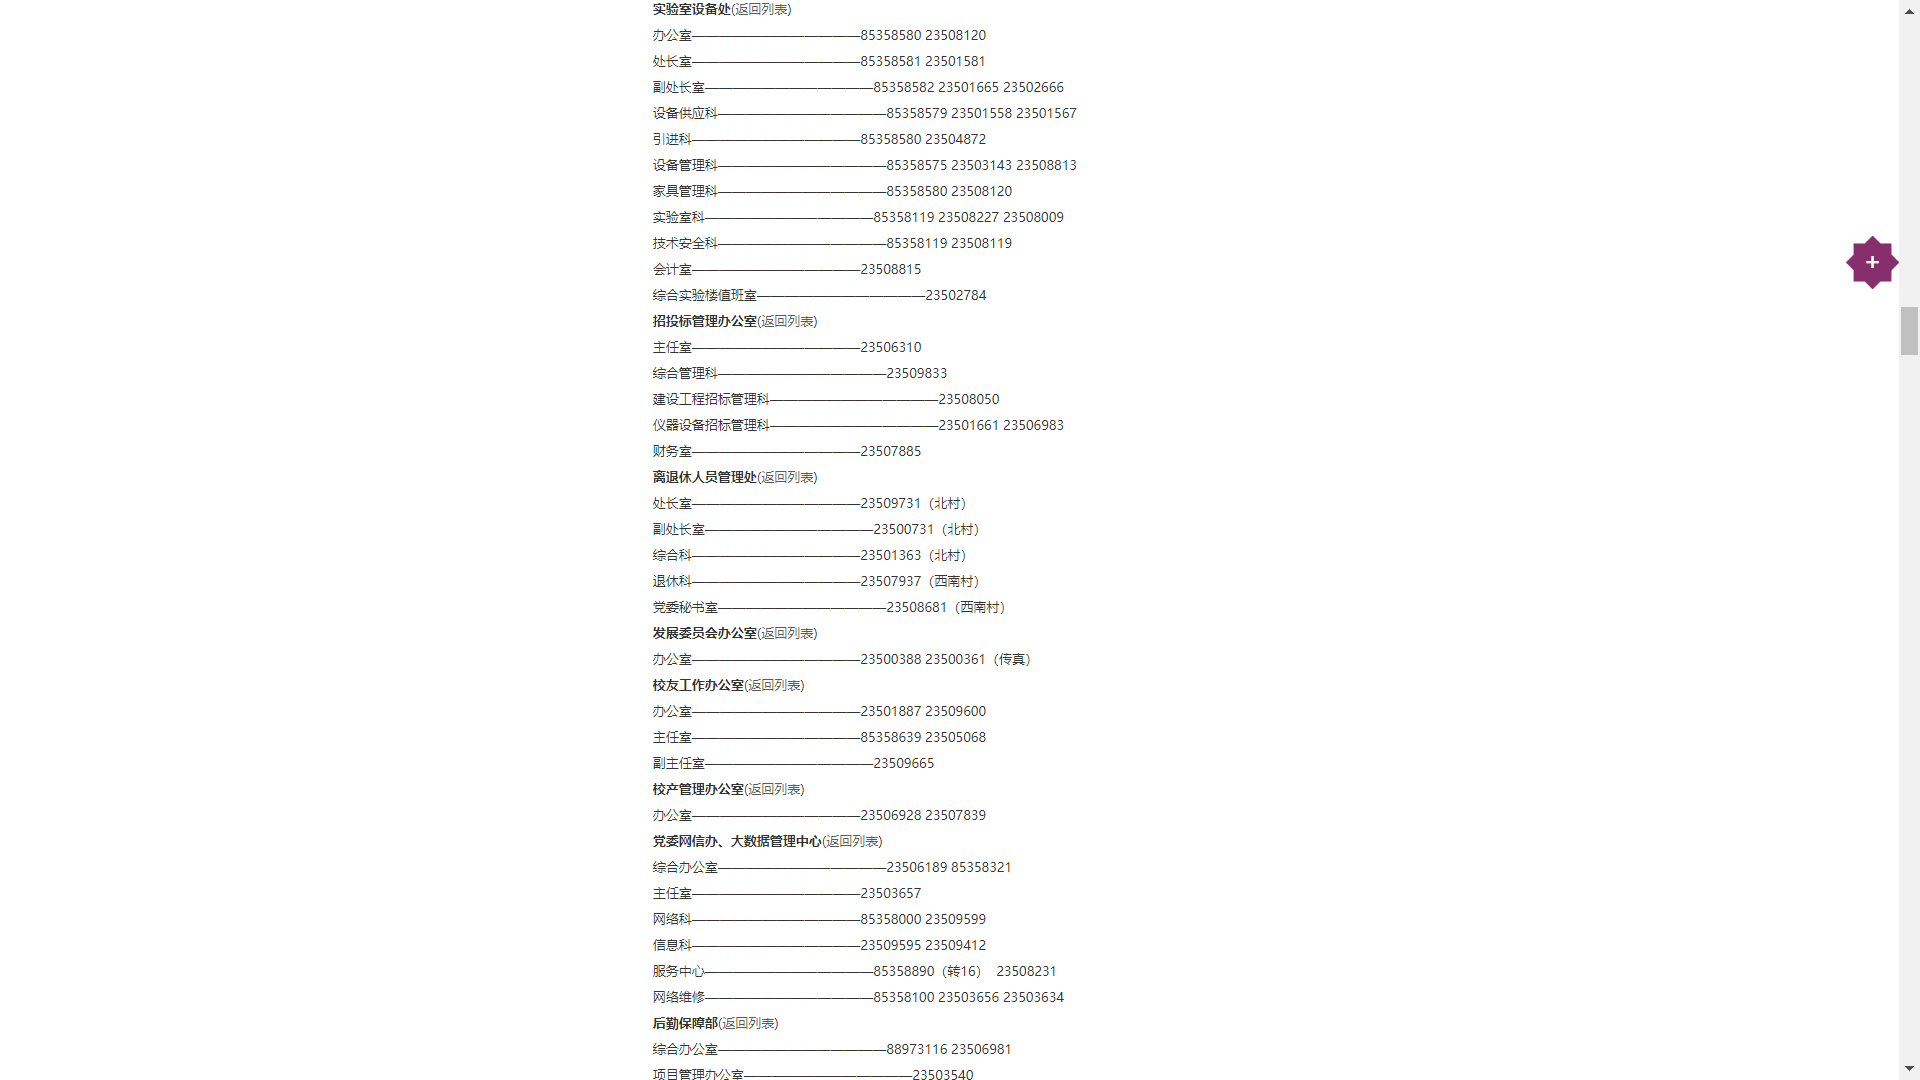 实验室设备处(返回列表)
办公室—————————————85358580 23508120
处长室—————————————85358581 23501581
副处长室—————————————85358582 23501665 23502666
设备供应科—————————————85358579 23501558 23501567
引进科—————————————85358580 23504872
设备管理科—————————————85358575 23503143 23508813
家具管理科—————————————85358580 23508120
实验室科—————————————85358119 23508227 23508009
技术安全科—————————————85358119 23508119
会计室—————————————23508815
综合实验楼值班室—————————————23502784
招投标管理办公室(返回列表)
主任室—————————————23506310
综合管理科—————————————23509833
建设工程招标管理科—————————————23508050
仪器设备招标管理科—————————————23501661 23506983
财务室—————————————23507885
离退休人员管理处(返回列表)
处长室—————————————23509731（北村）
副处长室—————————————23500731（北村）
综合科—————————————23501363（北村）
退休科—————————————23507937（西南村）
党委秘书室—————————————23508681（西南村）
发展委员会办公室(返回列表)
办公室—————————————23500388 23500361（传真）
校友工作办公室(返回列表)
办公室—————————————23501887 23509600
主任室—————————————85358639 23505068
副主任室—————————————23509665
校产管理办公室(返回列表)
办公室—————————————23506928 23507839
党委网信办、大数据管理中心(返回列表)
综合办公室—————————————23506189 85358321
主任室—————————————23503657
网络科—————————————85358000 23509599
信息科—————————————23509595 23509412
服务中心—————————————85358890（转16） 23508231
网络维修—————————————85358100 23503656 23503634
后勤保障部(返回列表)
综合办公室—————————————88973116 23506981
项目管理办公室—————————————23503540
+